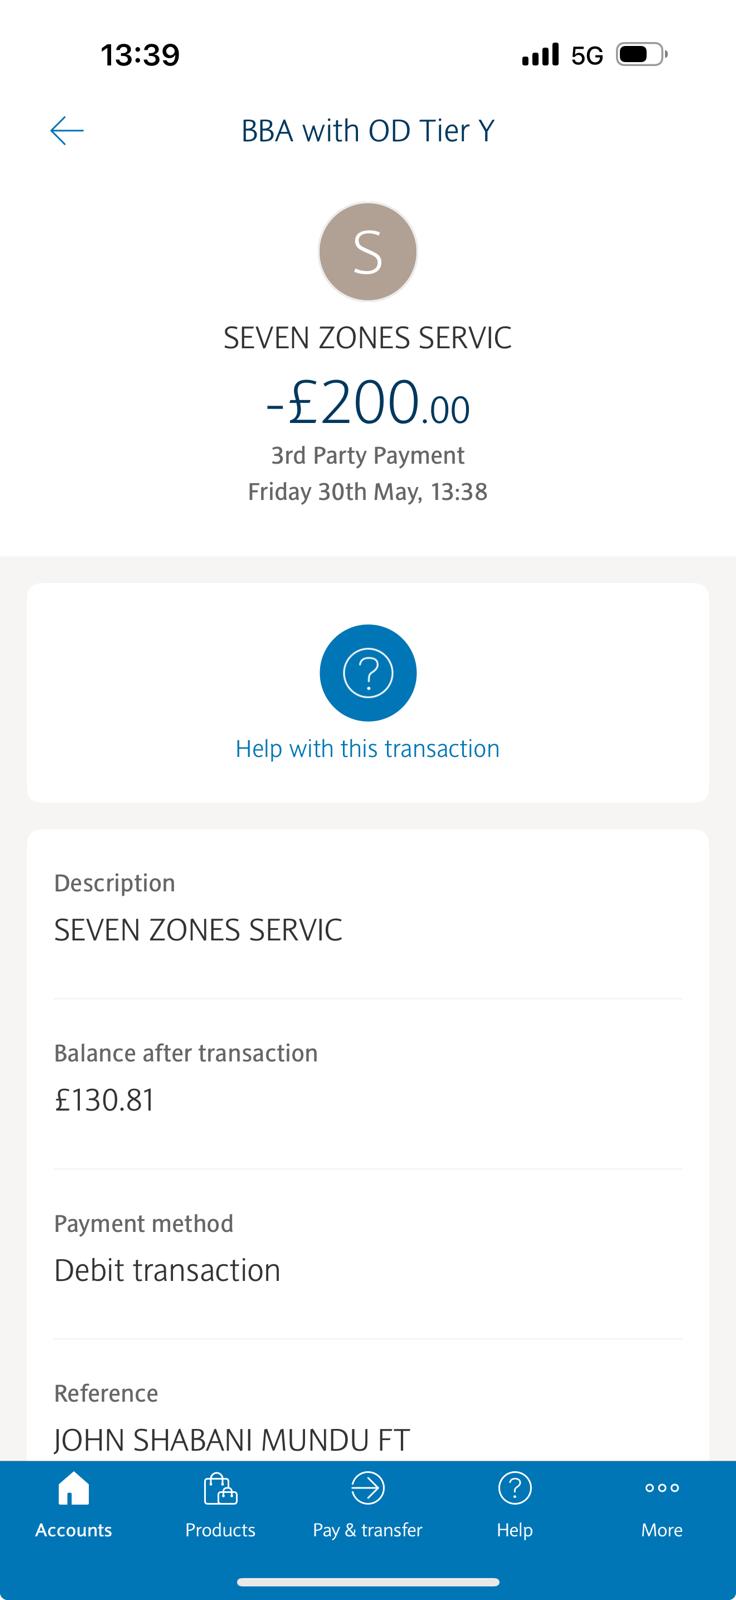 13:39
5G
BBA with OD Tier Y
S
SEVEN ZONES SERVIC
-£200.00
3rd Party Payment
Friday 30th May, 13:38
?
Help with this transaction
Description
SEVEN ZONES SERVIC
Balance after transaction
£130.81
Payment method
Debit transaction
Reference
JOHN SHABANI MUNDU FT
Accounts Products Pay & transfer Help More